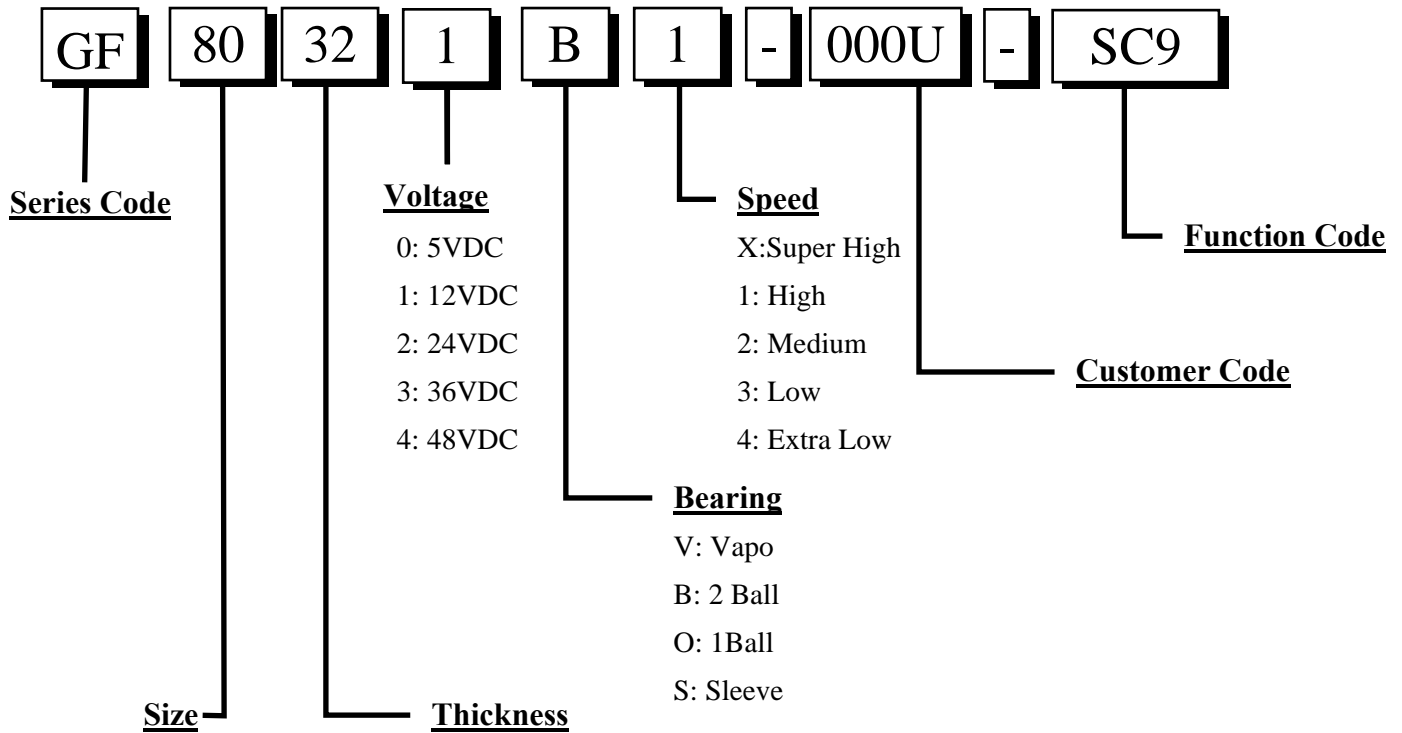 GF 80 32 1 B 1 - 000U - SC9
Series Code
Voltage
0: 5VDC
1: 12VDC
2: 24VDC
3: 36VDC
4: 48VDC
Speed
X:Super High
1: High
2: Medium
3: Low
4: Extra Low
Function Code
Customer Code
Bearing
V: Vapo
B: 2 Ball
O: 1Ball
S: Sleeve
Size
Thickness